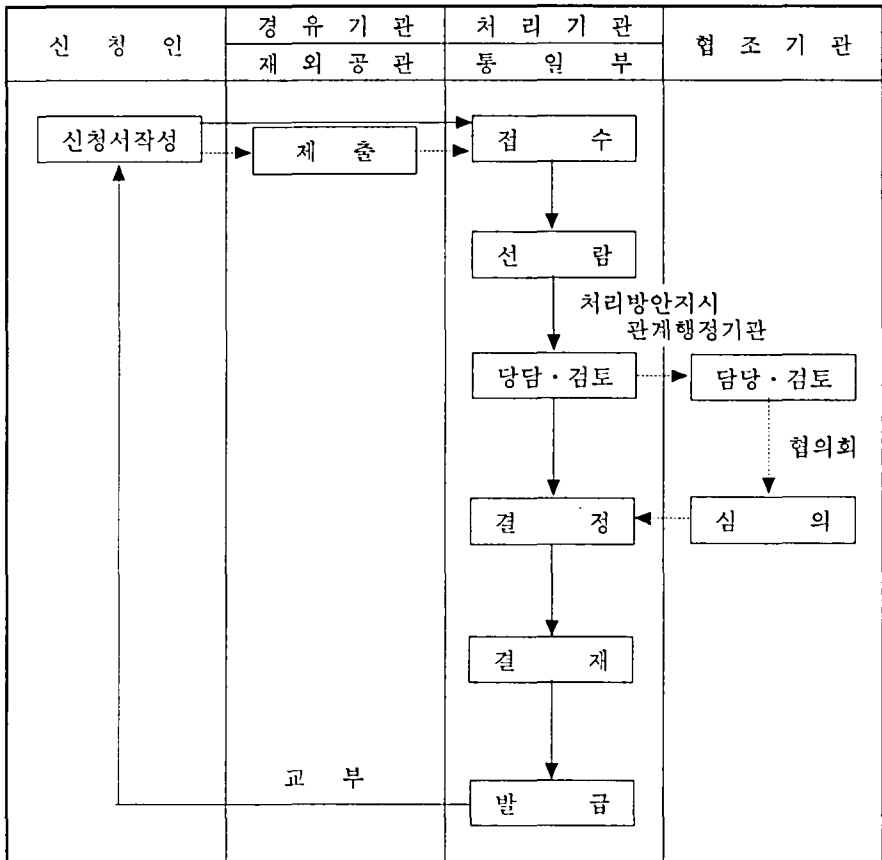 신 청 인
경 유 기 관
처 리 기 관
협 조 기 관
재 외 공 관
통 일 부
신청서작성
제 출
접 수
선 람
처리방안지시
관계행정기관
당담·검토
담당·검토
협의회
결 정
심 의
결 재
교 부
발 급